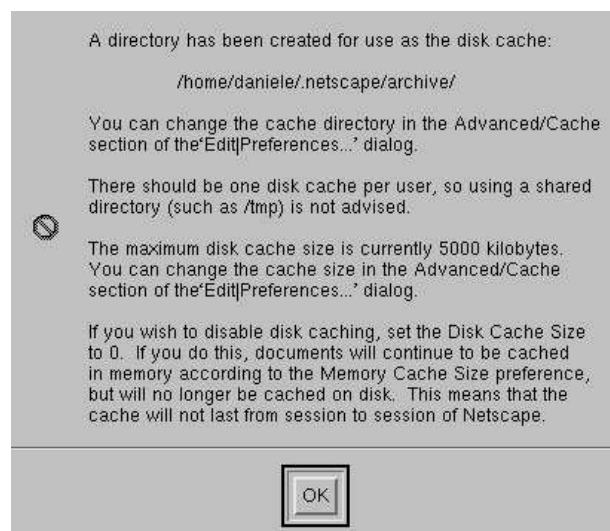 A directory has been created for use as the disk cache:
/home/daniele/.netscape/archive/
You can change the cache directory in the Advanced/Cache
section of the‘Edit|Preferences...’ dialog.
There should be one disk cache per user, so using a shared
directory (such as /tmp) is not advised.
The maximum disk cache size is currently 5000 kilobytes.
You can change the cache size in the Advanced/Cache
section of the‘Edit|Preferences...’ dialog.
If you wish to disable disk caching, set the Disk Cache Size
to 0.  If you do this, documents will continue to be cached
in memory according to the Memory Cache Size preference,
but will no longer be cached on disk.  This means that the
cache will not last from session to session of Netscape.
OK